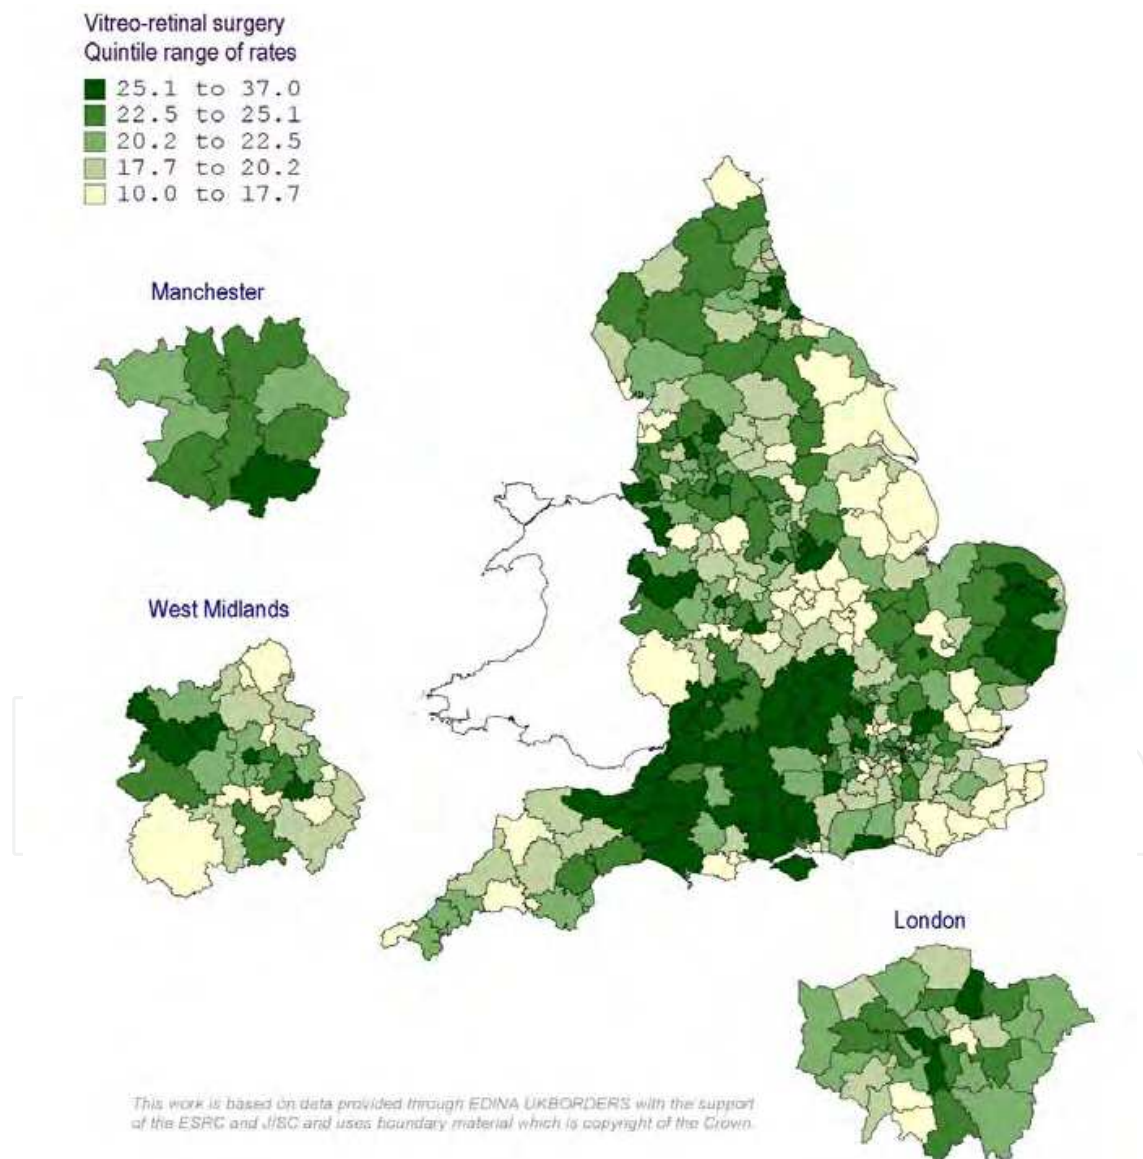 Vitreo-retinal surgery
Quintile range of rates
25.1 to 37.0
22.5 to 25.1
20.2 to 22.5
17.7 to 20.2
10.0 to 17.7
Manchester
West Midlands
London
This work is based on data provided through EDINA UKBORDERS with the support
of the ESRC and JISC and uses boundary material which is copyright of the Crown.